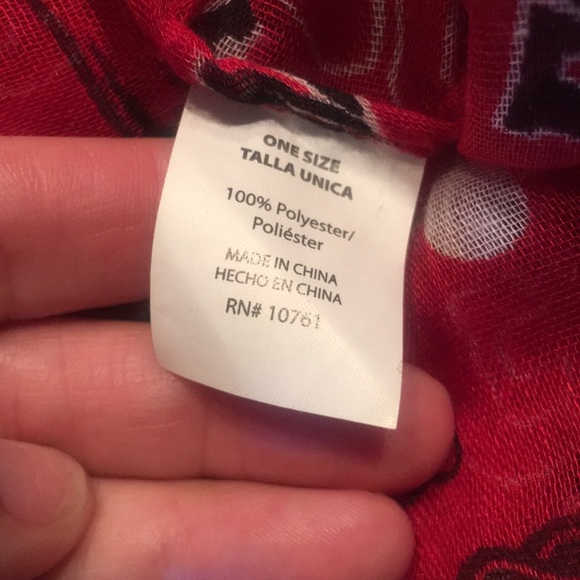 ONE SIZE
TALLA UNICA
100% Polyester/
Poliéster
MADE IN CHINA
HECHO EN CHINA
RN# 10761